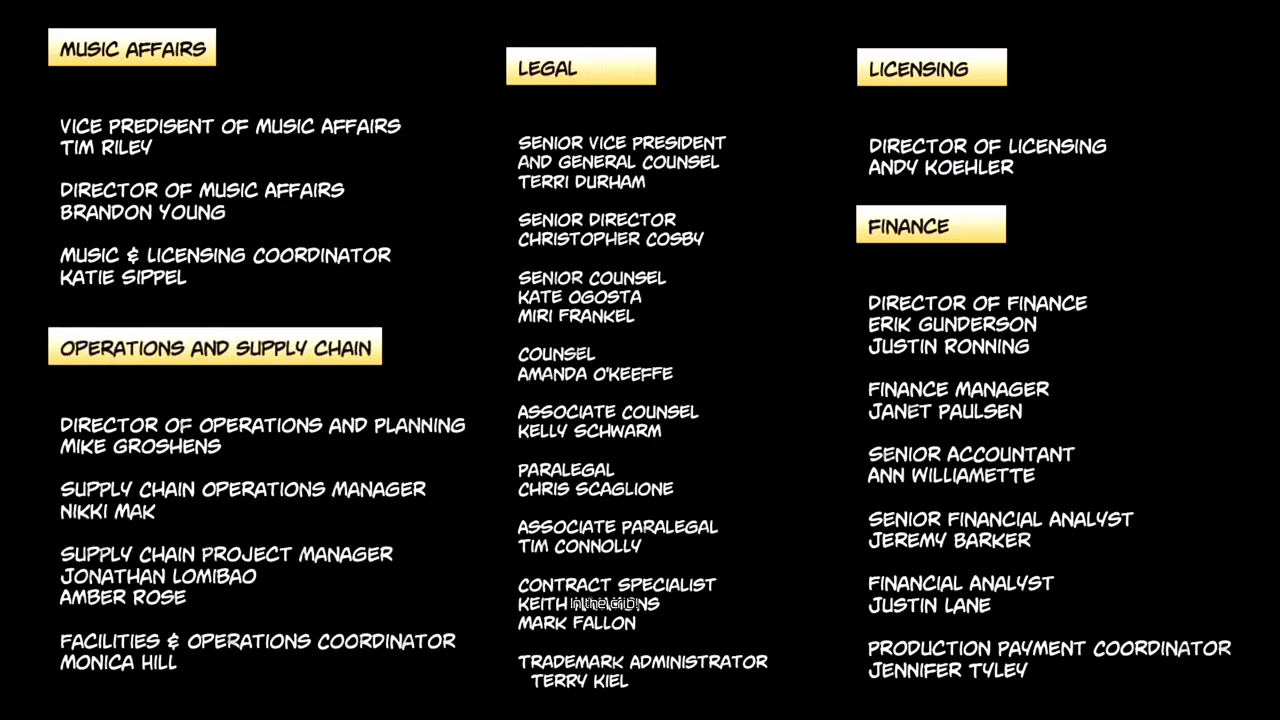 MUSIC AFFAIRS
VICE PREDISENT OF MUSIC AFFAIRS
TIM RILEY
DIRECTOR OF MUSIC AFFAIRS
BRANDON YOUNG
MUSIC & LICENSING COORDINATOR
KATIE SIPPEL
OPERATIONS AND SUPPLY CHAIN
DIRECTOR OF OPERATIONS AND PLANNING
MIKE GROSHENS
SUPPLY CHAIN OPERATIONS MANAGER
NIKKI MAK
SUPPLY CHAIN PROJECT MANAGER
JONATHAN LOMIBAO
AMBER ROSE
FACILITIES & OPERATIONS COORDINATOR
MONICA HILL
LEGAL
SENIOR VICE PRESIDENT
AND GENERAL COUNSEL
TERRI DURHAM
SENIOR DIRECTOR
CHRISTOPHER COSBY
SENIOR COUNSEL
KATE OGOSTA
MIRI FRANKEL
COUNSEL
AMANDA O'KEEFFE
ASSOCIATE COUNSEL
KELLY SCHWARM
PARALEGAL
CHRIS SCAGLIONE
ASSOCIATE PARALEGAL
TIM CONNOLLY
CONTRACT SPECIALIST
KEITH
In the crib!
MARK FALLON
TRADEMARK ADMINISTRATOR
TERRY KIEL
LICENSING
DIRECTOR OF LICENSING
ANDY KOEHLER
FINANCE
DIRECTOR OF FINANCE
ERIK GUNDERSON
JUSTIN RONNING
FINANCE MANAGER
JANET PAULSEN
SENIOR ACCOUNTANT
ANN WILLIAMETTE
SENIOR FINANCIAL ANALYST
JEREMY BARKER
FINANCIAL ANALYST
JUSTIN LANE
PRODUCTION PAYMENT COORDINATOR
JENNIFER TYLEY